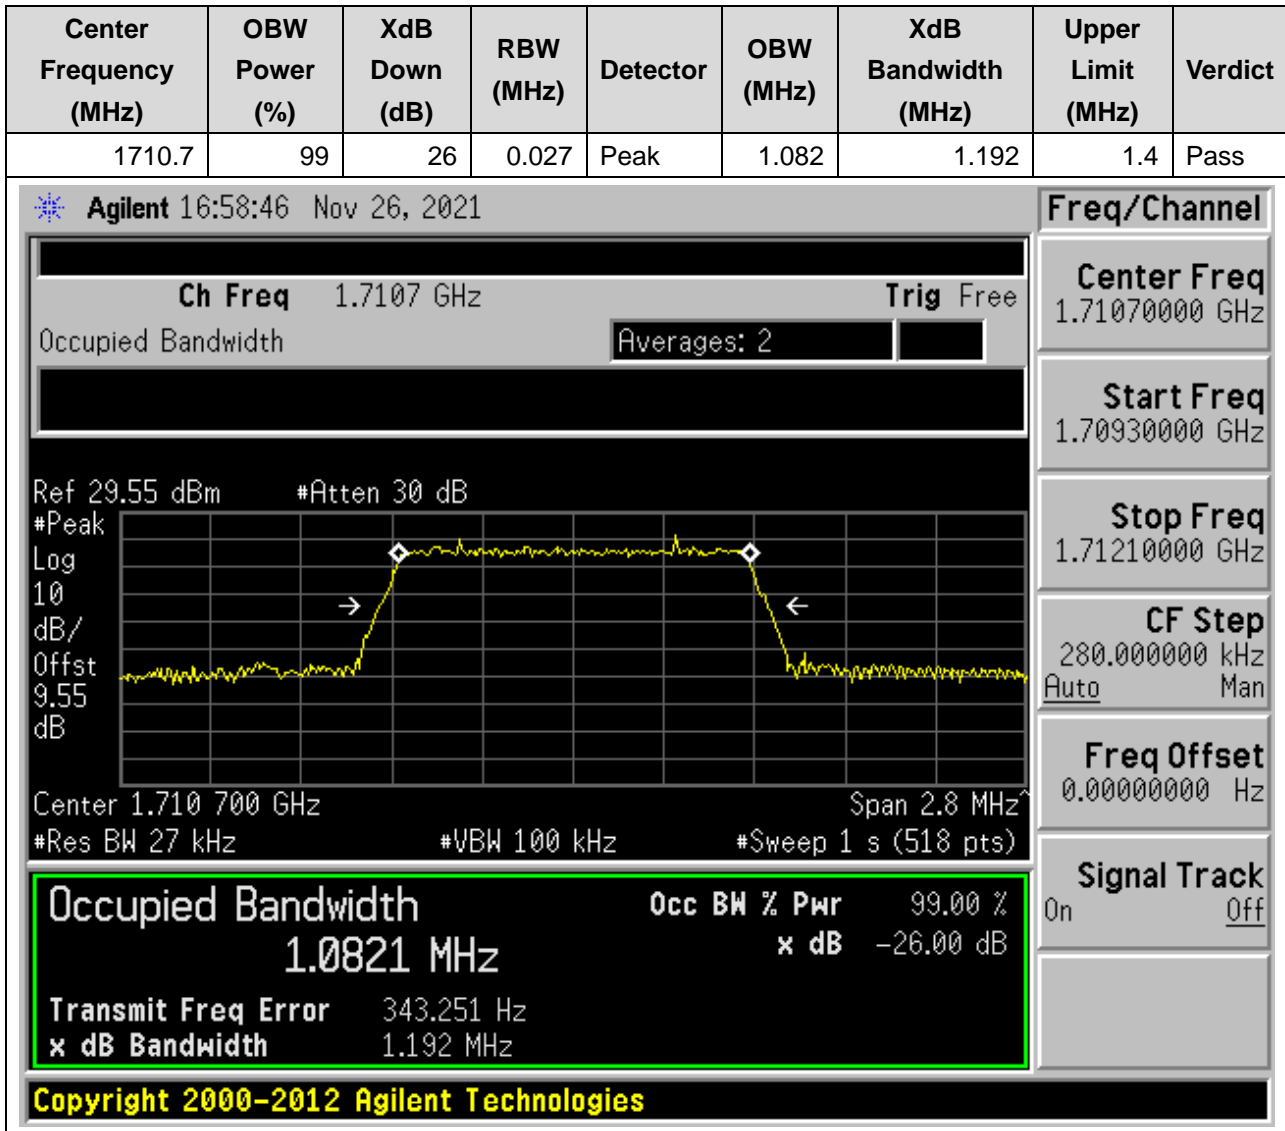 Center Frequency (MHz) OBW Power (%) XdB Down (dB) RBW (MHz) Detector OBW (MHz) XdB Bandwidth (MHz) Upper Limit (MHz) Verdict
1710.7 99 26 0.027 Peak 1.082 1.192 1.4 Pass
Agilent 16:58:46 Nov 26, 2021
Freq/Channel
Ch Freq 1.7107 GHz Trig Free
Occupied Bandwidth Averages: 2
Center Freq
1.71070000 GHz
Start Freq
1.70930000 GHz
Stop Freq
1.71210000 GHz
CF Step
280.000000 kHz
Auto Man
Freq Offset
0.00000000 Hz
Signal Track
On Off
Ref 29.55 dBm #Atten 30 dB
#Peak
Log
10
dB/
Offst
9.55
dB
Center 1.710 700 GHz Span 2.8 MHz^
#Res BW 27 kHz #VBW 100 kHz #Sweep 1 s (518 pts)
Occupied Bandwidth Occ BW % Pwr 99.00 %
1.0821 MHz x dB -26.00 dB
Transmit Freq Error 343.251 Hz
x dB Bandwidth 1.192 MHz
Copyright 2000-2012 Agilent Technologies